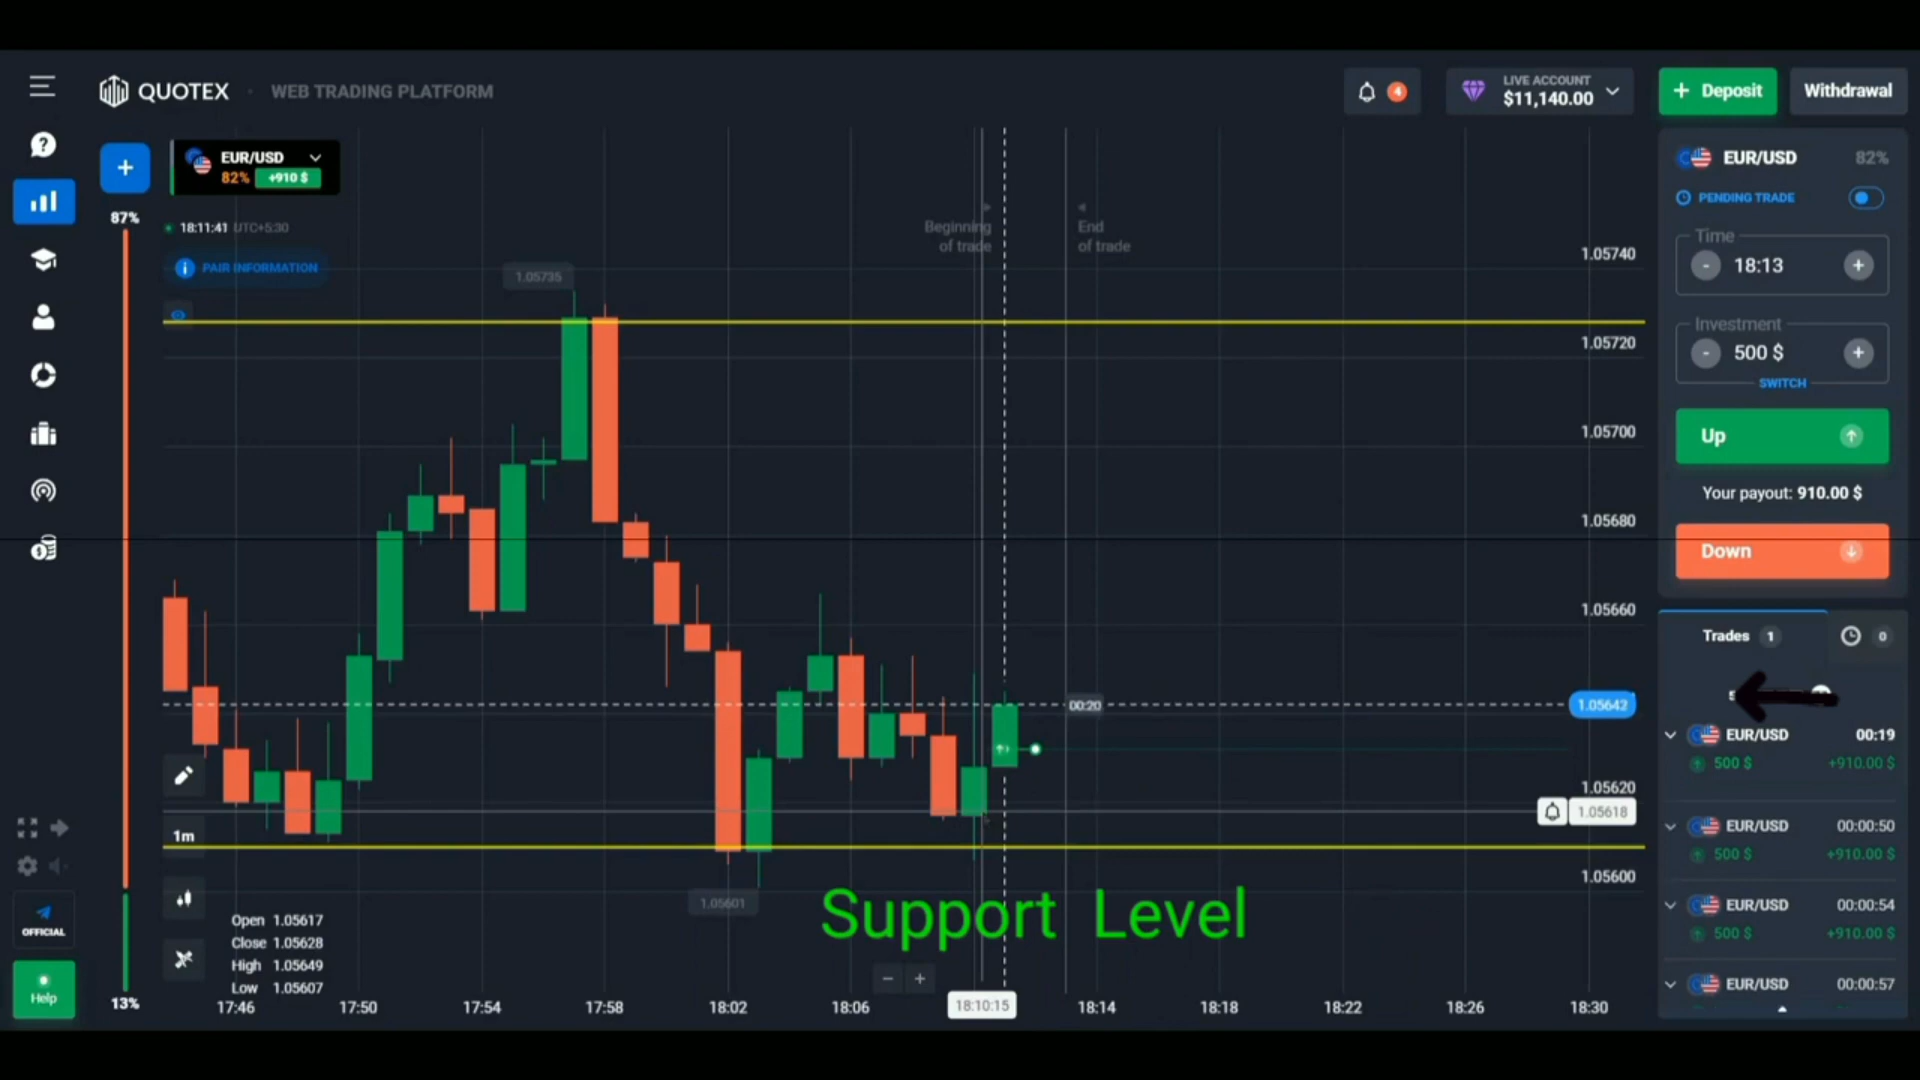 QUOTEX · WEB TRADING PLATFORM
4
LIVE ACCOUNT
$11,140.00
+ Deposit
Withdrawal
+
EUR/USD
82% +910 $
87%
18:11:41 UTC+5:30
PAIR INFORMATION
Beginning
of trade
End
of trade
1.05735
1.05740
1.05720
1.05700
1.05680
1.05660
00:20
1.05642
1.05620
1.05618
1.05600
1.05601
1m
Support Level
Open 1.05617
Close 1.05628
High 1.05649
Low 1.05607
- +
13%
17:46 17:50 17:54 17:58 18:02 18:06 18:10:15 18:14 18:18 18:22 18:26 18:30
OFFICIAL
Help
EUR/USD 82%
PENDING TRADE
Time
- 18:13 +
Investment
- 500 $ +
SWITCH
Up
Your payout: 910.00 $
Down
Trades 1
0
EUR/USD 00:19
500 $ +910.00 $
EUR/USD 00:00:50
500 $ +910.00 $
EUR/USD 00:00:54
500 $ +910.00 $
EUR/USD 00:00:57